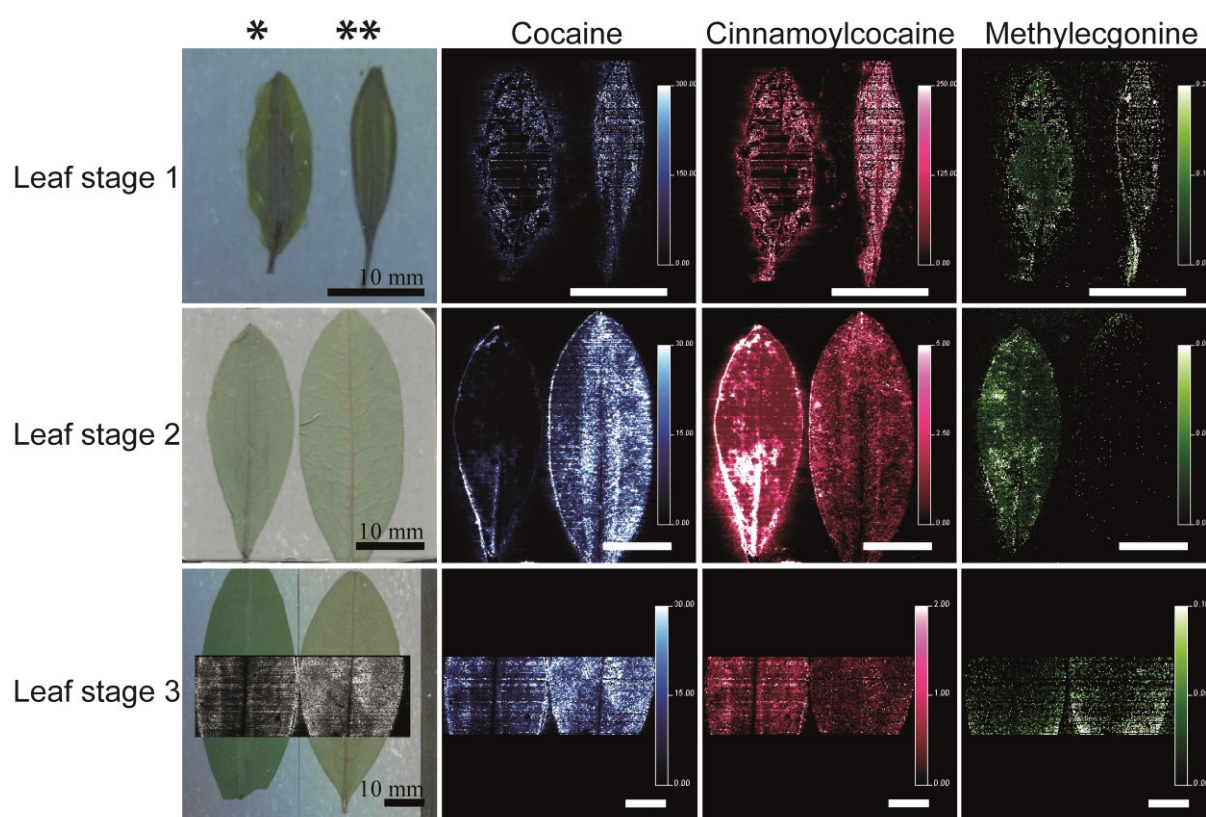 * ** Cocaine Cinnamoylcocaine Methylecgonine
Leaf stage 1
300.00
150.00
0.00
250.00
125.00
0.00
10 mm
Leaf stage 2
30.00
15.00
0.00
5.00
2.50
0.00
10 mm
Leaf stage 3
30.00
15.00
0.00
2.00
1.00
0.00
10 mm